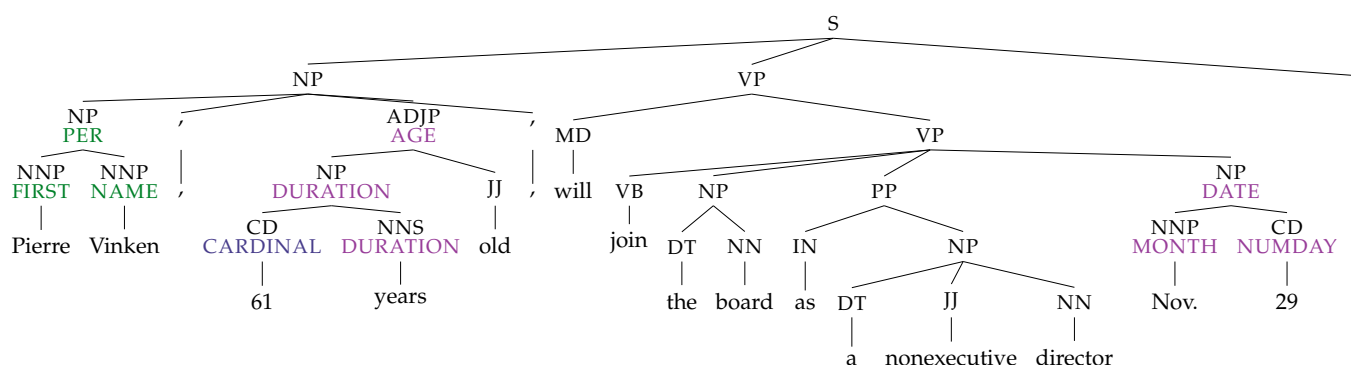 S
NP VP
NP , ADJP ,
PER AGE MD VP
NNP NNP NP NP
FIRST NAME , DURATION JJ , will VB NP PP DATE
CD NNS NNP CD
Pierre Vinken CARDINAL DURATION old join DT NN IN NP MONTH NUMDAY
61 years the board as DT JJ NN Nov. 29
a nonexecutive director